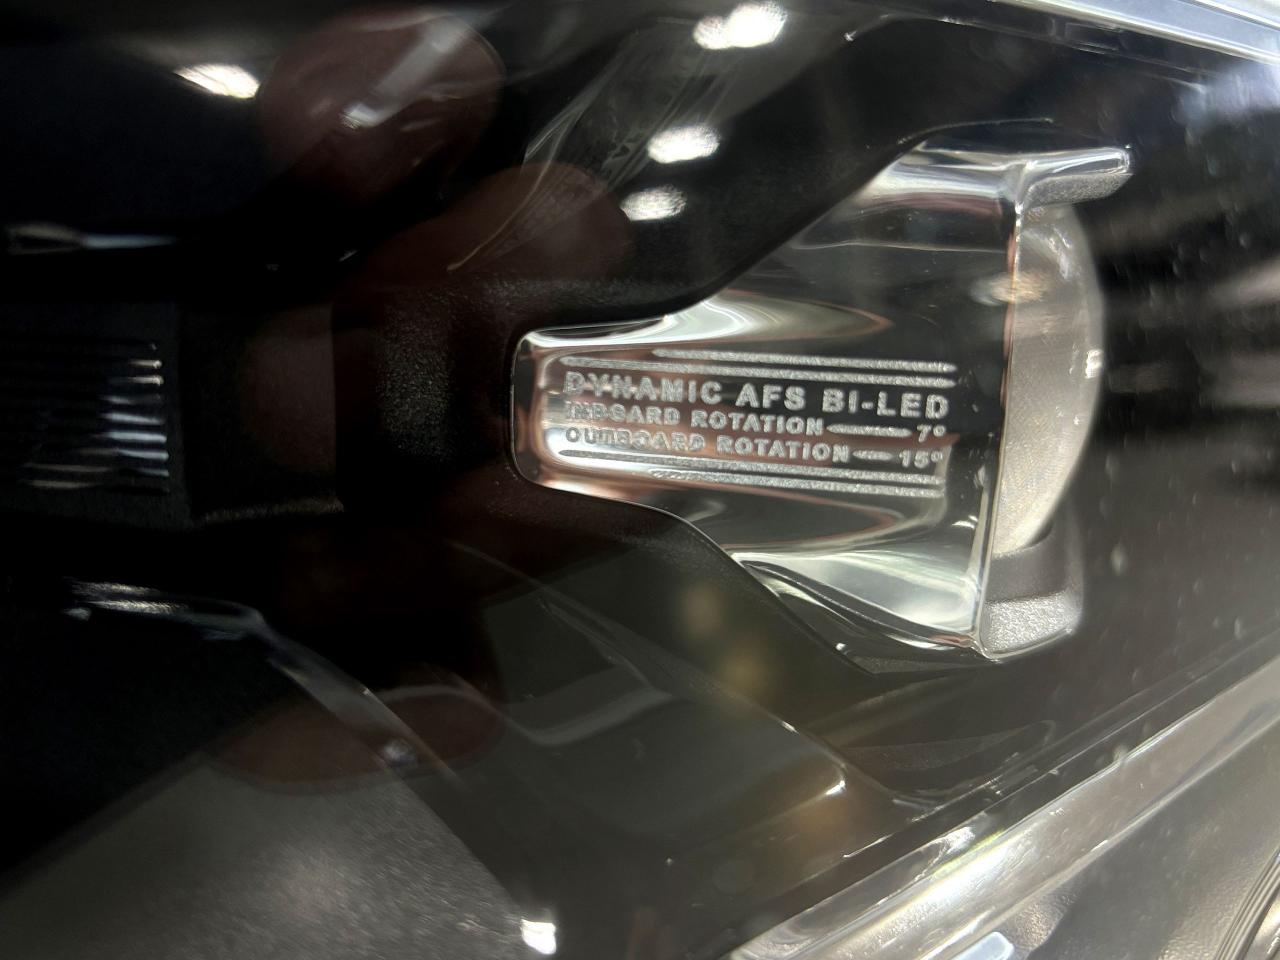 DYNAMIC AFS BI-LED
INBOARD ROTATION 7°
OUTBOARD ROTATION 15°